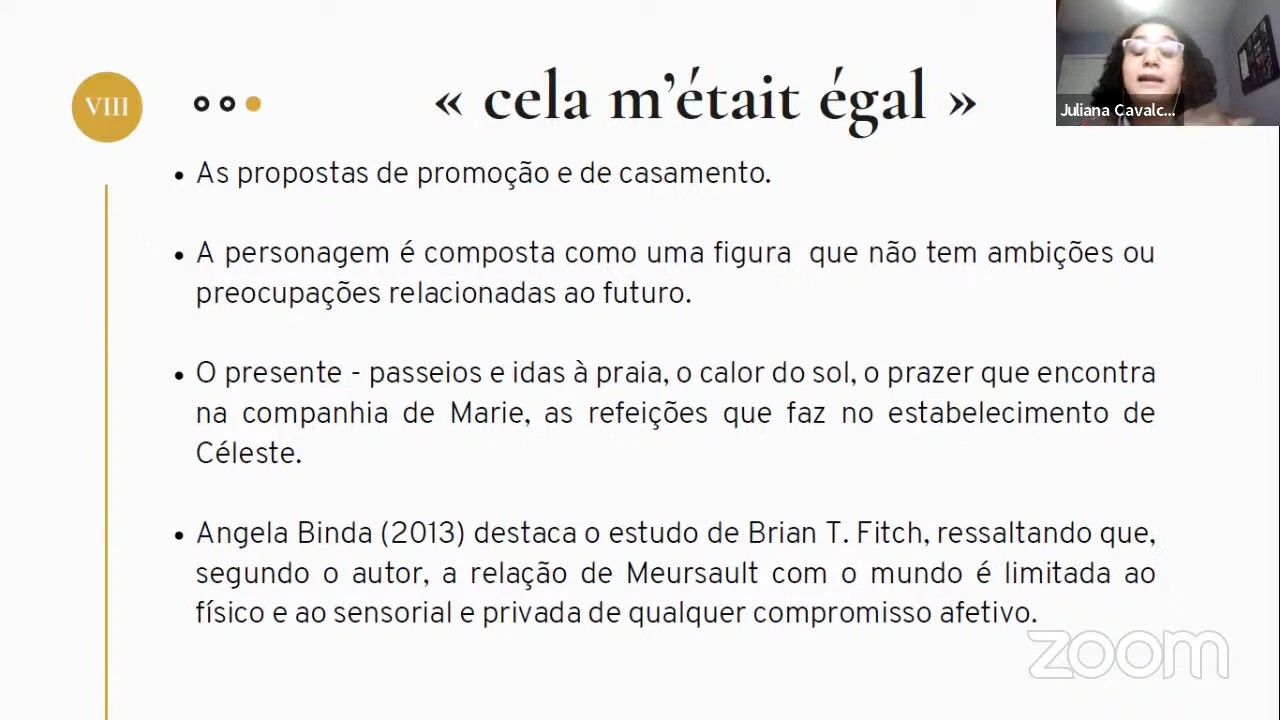 VIII
« cela m’était égal »
Juliana Cavalc...
• As propostas de promoção e de casamento.
• A personagem é composta como uma figura que não tem ambições ou
preocupações relacionadas ao futuro.
• O presente - passeios e idas à praia, o calor do sol, o prazer que encontra
na companhia de Marie, as refeições que faz no estabelecimento de
Céleste.
• Angela Binda (2013) destaca o estudo de Brian T. Fitch, ressaltando que,
segundo o autor, a relação de Meursault com o mundo é limitada ao
físico e ao sensorial e privada de qualquer compromisso afetivo.
zoom